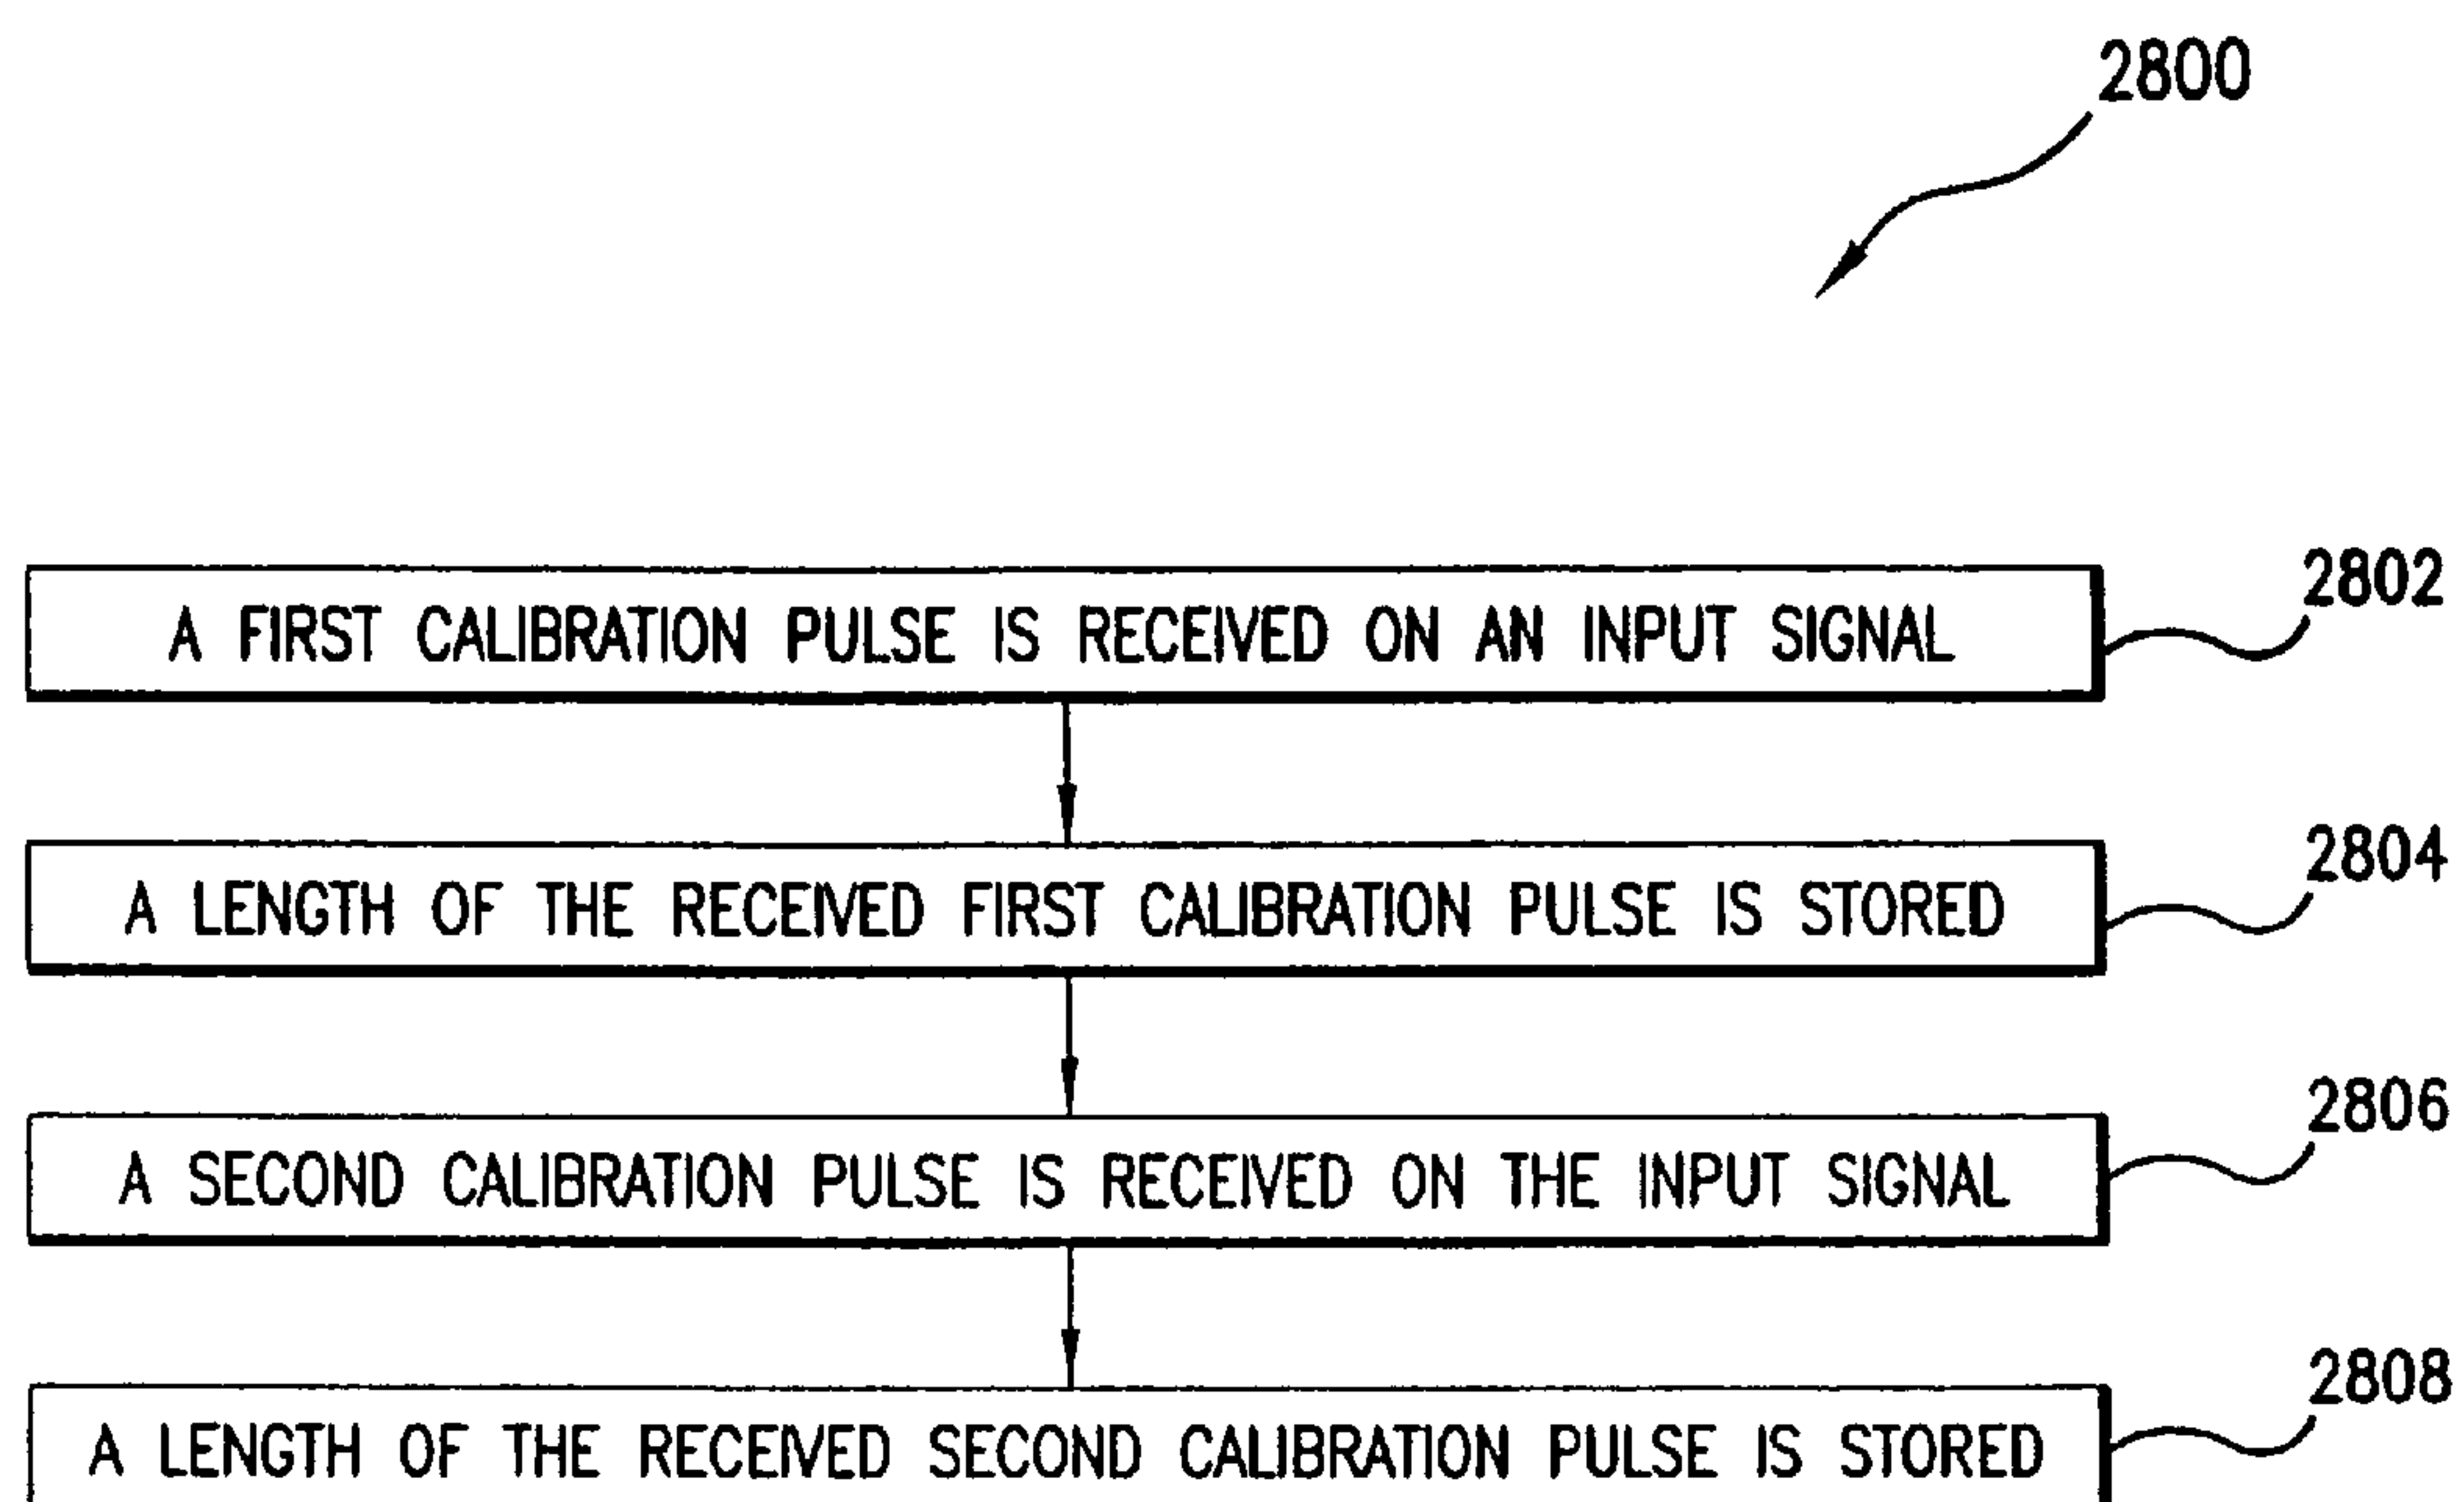 2800
A FIRST CALIBRATION PULSE IS RECEIVED ON AN INPUT SIGNAL
2802
A LENGTH OF THE RECEIVED FIRST CALIBRATION PULSE IS STORED
2804
A SECOND CALIBRATION PULSE IS RECEIVED ON THE INPUT SIGNAL
2806
A LENGTH OF THE RECEIVED SECOND CALIBRATION PULSE IS STORED
2808